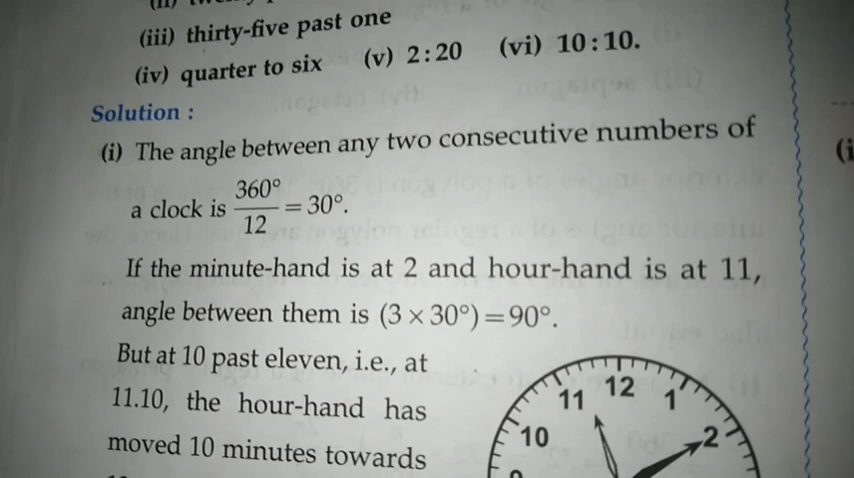 (iii) thirty-five past one
(iv) quarter to six (v) 2:20 (vi) 10:10.
Solution :
(i) The angle between any two consecutive numbers of
a clock is 360°/12 = 30°.
If the minute-hand is at 2 and hour-hand is at 11,
angle between them is (3 × 30°) = 90°.
But at 10 past eleven, i.e., at
11.10, the hour-hand has
moved 10 minutes towards
11 12 1
10 2